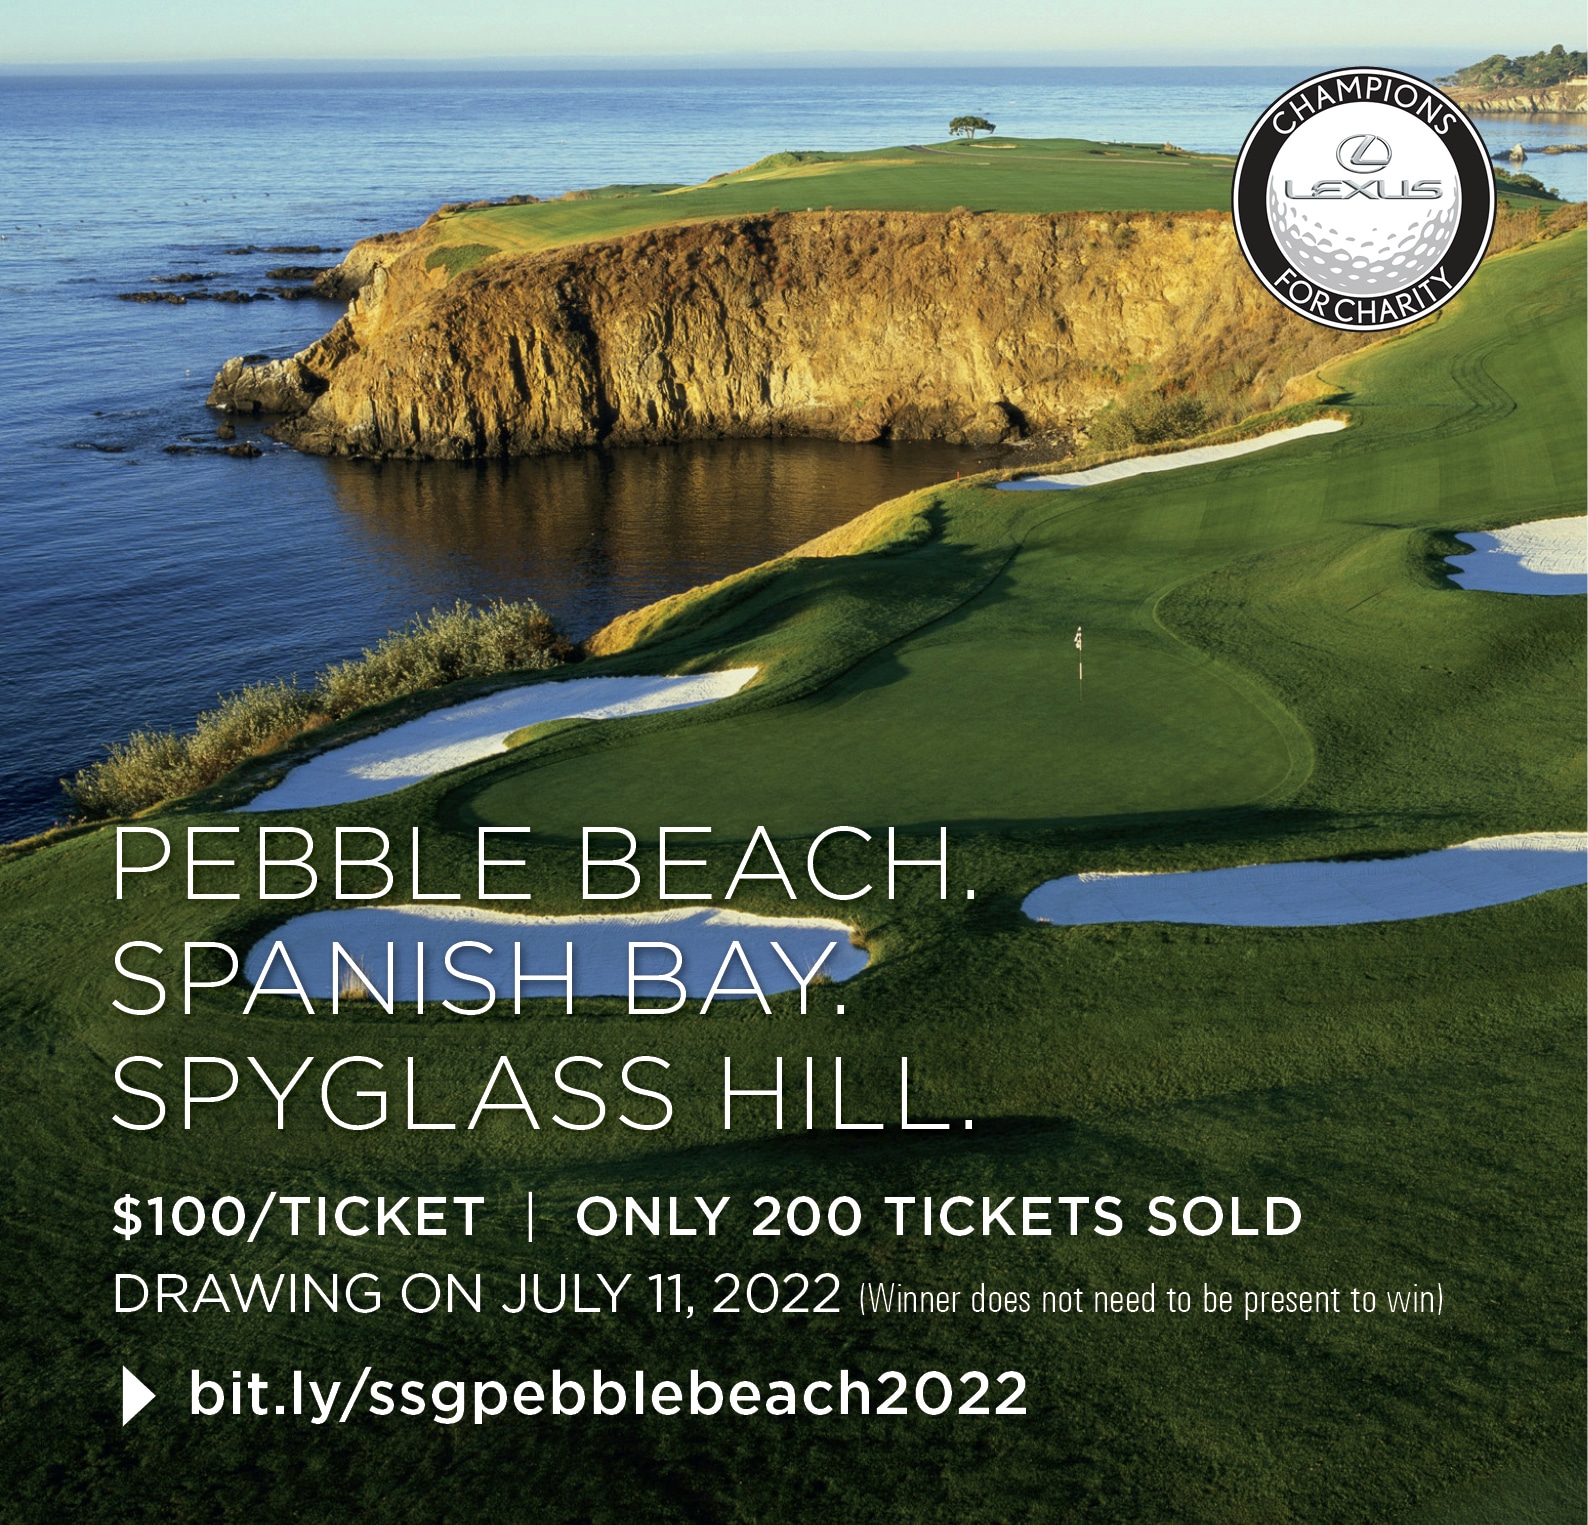 CHAMPIONS
LEXUS
FOR CHARITY
PEBBLE BEACH.
SPANISH BAY.
SPYGLASS HILL.
$100/TICKET | ONLY 200 TICKETS SOLD
DRAWING ON JULY 11, 2022 (Winner does not need to be present to win)
bit.ly/ssgpebblebeach2022